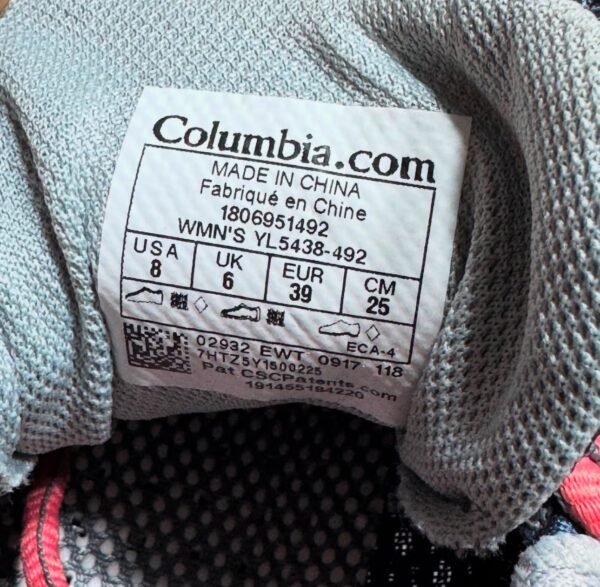 Columbia.com
MADE IN CHINA
Fabriqué en Chine
1806951492
WMN'S YL5438-492
USA UK EUR CM
8 6 39 25
ECA-4
02932 EWT 0917 118
7HTZ5Y1500225
Pat CSCPatents.com
191455184220